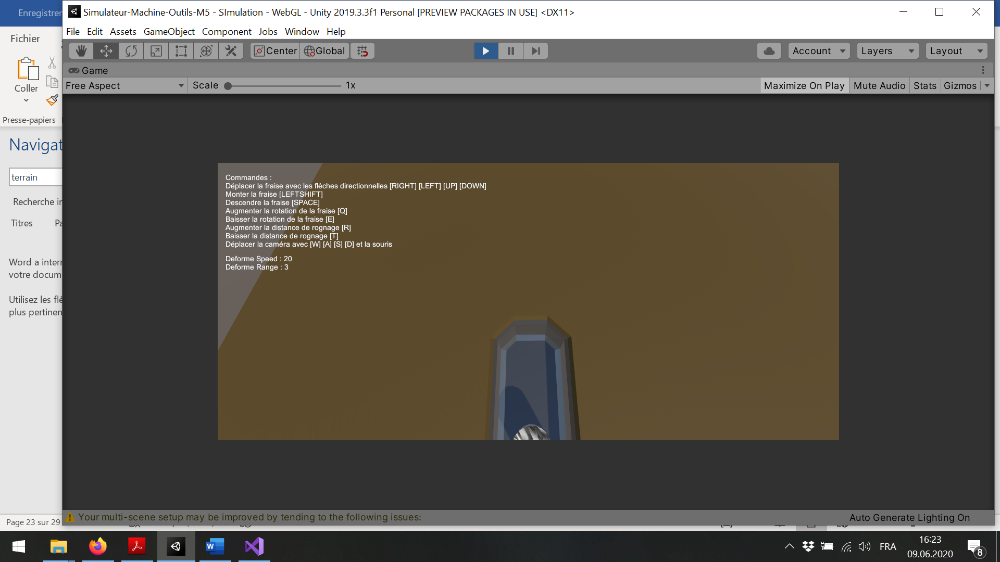 Enregistrer
Simulateur-Machine-Outils-M5 - SImulation - WebGL - Unity 2019.3.3f1 Personal [PREVIEW PACKAGES IN USE] <DX11>
Fichier
File Edit Assets GameObject Component Jobs Window Help
Center Global Account Layers Layout
Game
Coller
Free Aspect Scale 1x Maximize On Play Mute Audio Stats Gizmos
Presse-papiers
Navigat
terrain
Recherche in
Titres Pa
Word a interr
votre docum
Utilisez les flè
plus pertinen
Commandes :
Déplacer la fraise avec les flèches directionnelles [RIGHT] [LEFT] [UP] [DOWN]
Monter la fraise [LEFTSHIFT]
Descendre la fraise [SPACE]
Augmenter la rotation de la fraise [Q]
Baisser la rotation de la fraise [E]
Augmenter la distance de rognage [R]
Baisser la distance de rognage [T]
Déplacer la caméra avec [W] [A] [S] [D] et la souris
Deforme Speed : 20
Deforme Range : 3
Your multi-scene setup may be improved by tending to the following issues:
Auto Generate Lighting On
Page 23 sur 29
FRA
16:23
09.06.2020
8